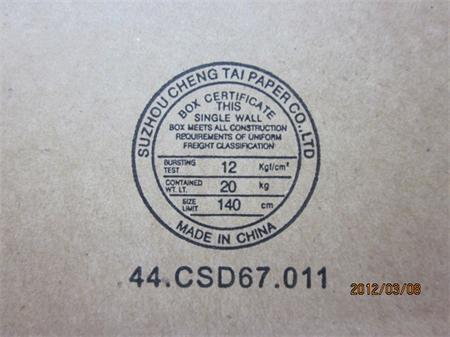 SUZHOU CHENG TAI PAPER CO.,LTD
BOX CERTIFICATE
THIS
SINGLE WALL
BOX MEETS ALL CONSTRUCTION
REQUIREMENTS OF UNIFORM
FREIGHT CLASSIFICATION
BURSTING TEST 12 Kgf/cm²
CONTAINED WT. LT. 20 kg
SIZE LIMIT 140 cm
MADE IN CHINA
44.CSD67.011
2012/03/08